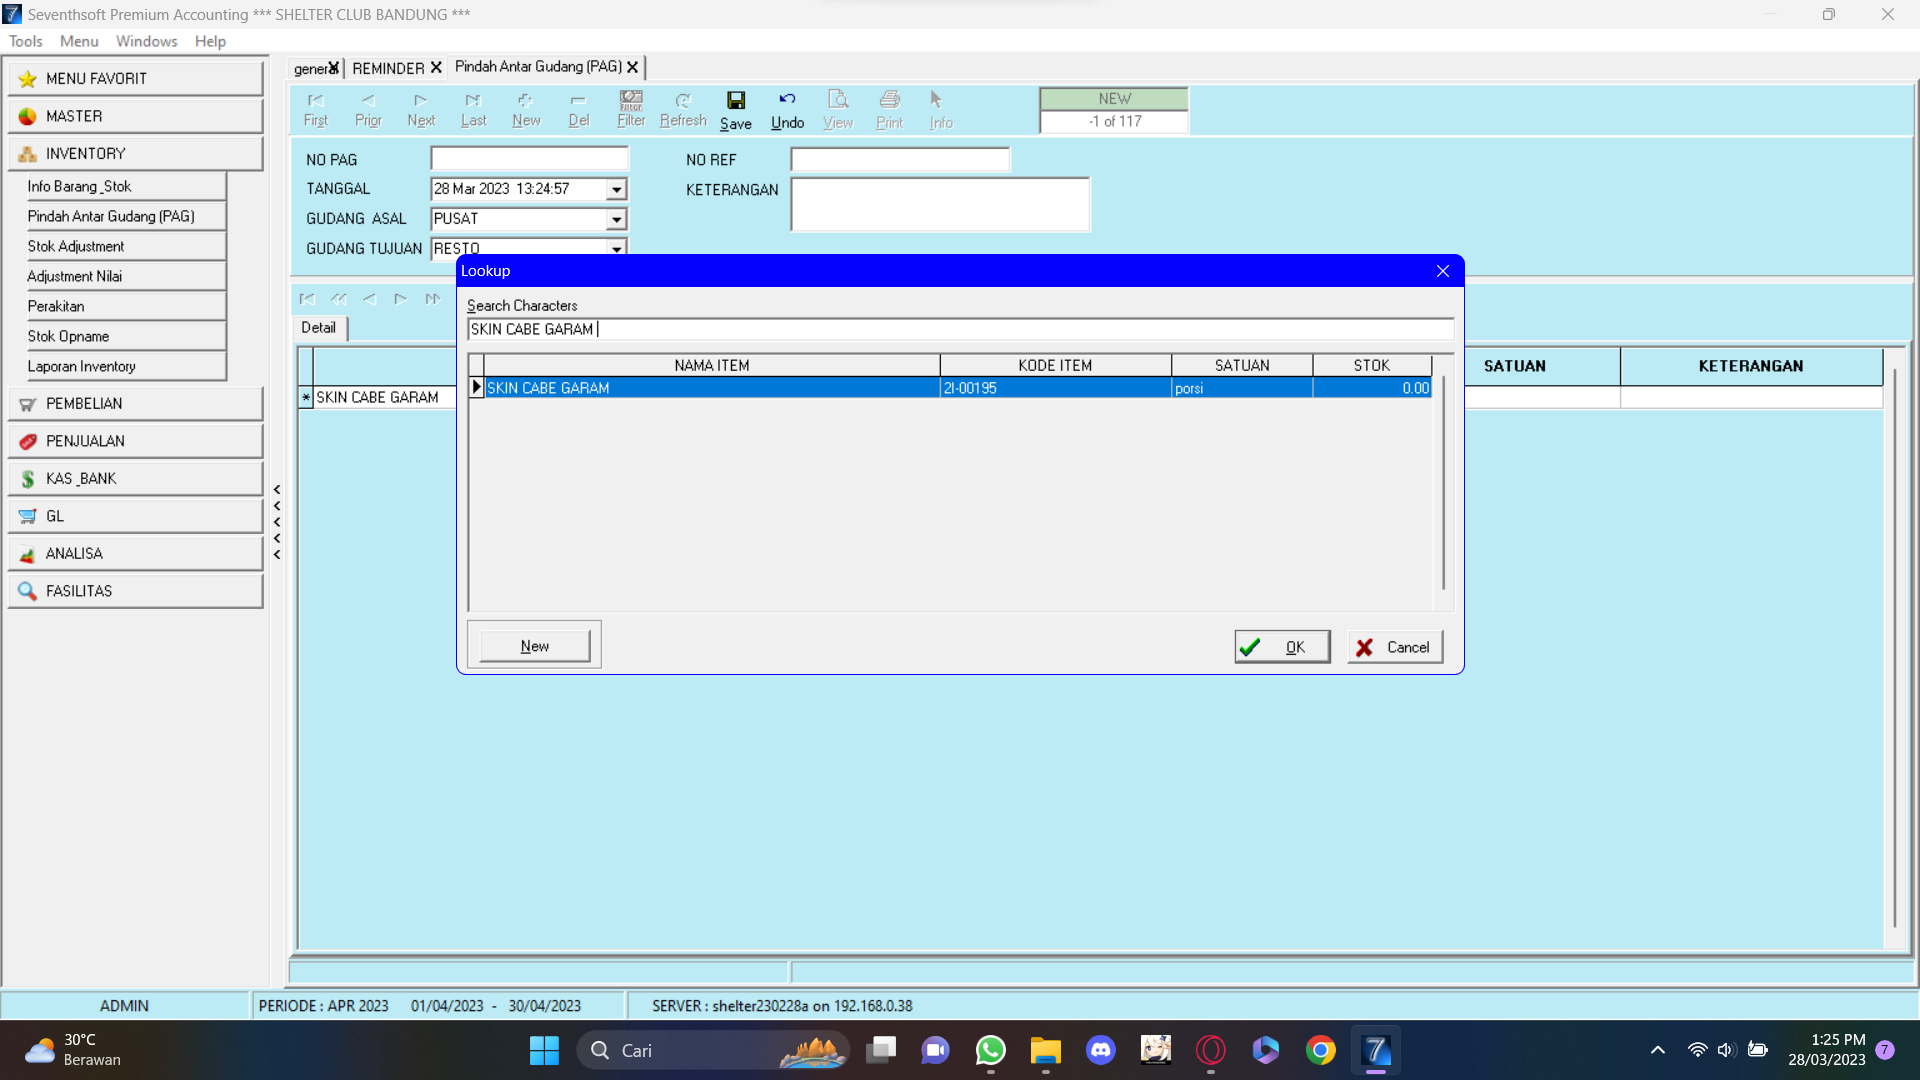 Seventhsoft Premium Accounting *** SHELTER CLUB BANDUNG ***
Tools Menu Windows Help
MENU FAVORIT
MASTER
INVENTORY
Info Barang _Stok
Pindah Antar Gudang (PAG)
Stok Adjustment
Adjustment Nilai
Perakitan
Stok Opname
Laporan Inventory
PEMBELIAN
PENJUALAN
KAS _BANK
GL
ANALISA
FASILITAS
< < < < <
general X REMINDER X Pindah Antar Gudang (PAG) X
First Prior Next Last New Del Filter Refresh Save Undo View Print Info
NEW
-1 of 117
NO PAG
TANGGAL 28 Mar 2023 13:24:57
GUDANG ASAL PUSAT
GUDANG TUJUAN RESTO
NO REF
KETERANGAN
Detail
SATUAN KETERANGAN
* SKIN CABE GARAM
Lookup
Search Characters
SKIN CABE GARAM
NAMA ITEM KODE ITEM SATUAN STOK
SKIN CABE GARAM 2I-00195 porsi 0.00
New OK Cancel
ADMIN PERIODE : APR 2023 01/04/2023 - 30/04/2023 SERVER : shelter230228a on 192.168.0.38
30°C
Berawan
Cari
1:25 PM
28/03/2023
7